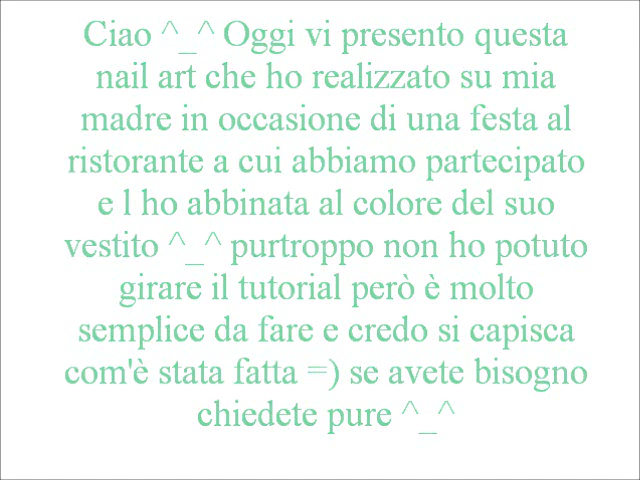 Ciao ^_^ Oggi vi presento questa
nail art che ho realizzato su mia
madre in occasione di una festa al
ristorante a cui abbiamo partecipato
e l ho abbinata al colore del suo
vestito ^_^ purtroppo non ho potuto
girare il tutorial però è molto
semplice da fare e credo si capisca
com'è stata fatta =) se avete bisogno
chiedete pure ^_^